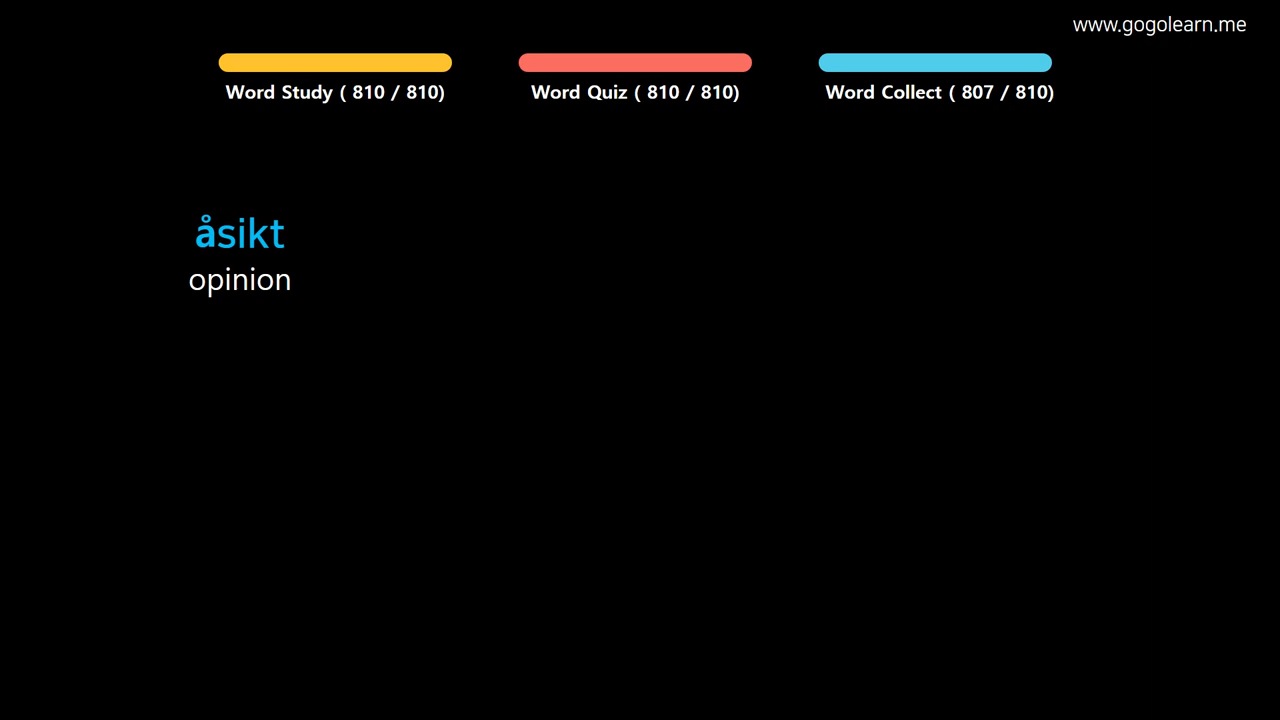 www.gogolearn.me
Word Study ( 810 / 810)
Word Quiz ( 810 / 810)
Word Collect ( 807 / 810)
åsikt
opinion